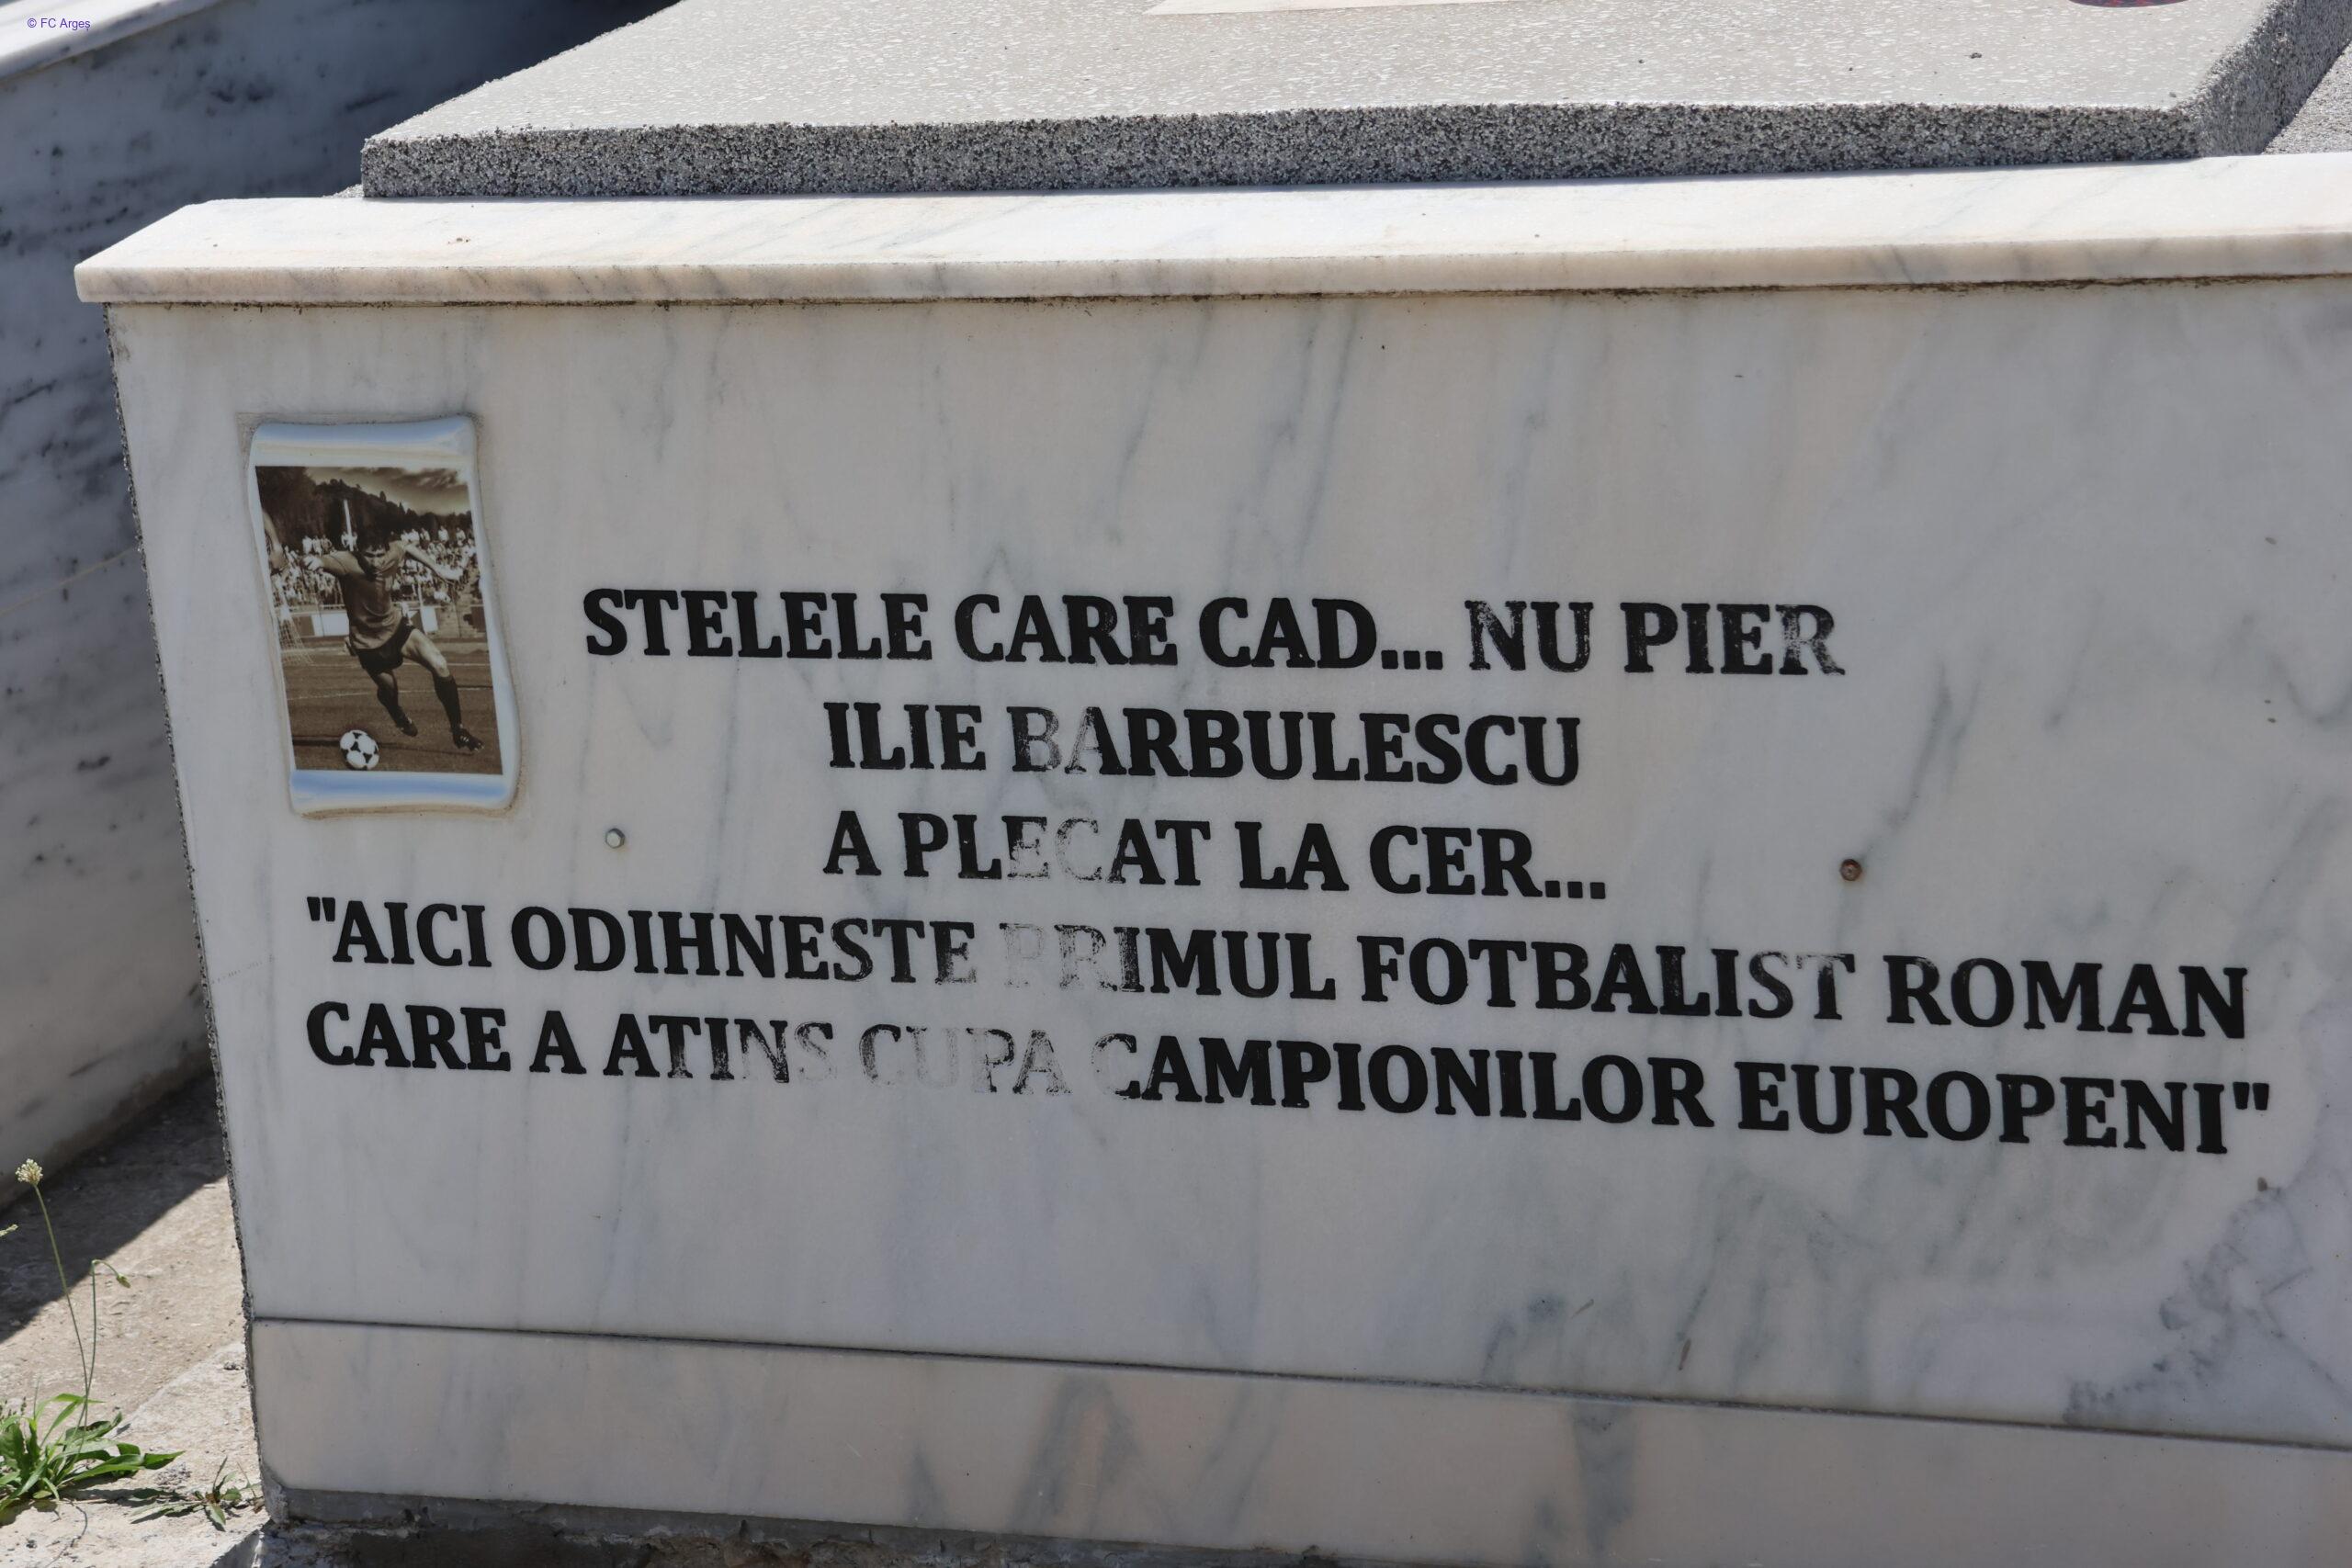 © FC Argeș
STELELE CARE CAD... NU PIER
ILIE BARBULESCU
A PLECAT LA CER...
"AICI ODIHNESTE PRIMUL FOTBALIST ROMAN
CARE A ATINS CUPA CAMPIONILOR EUROPENI"